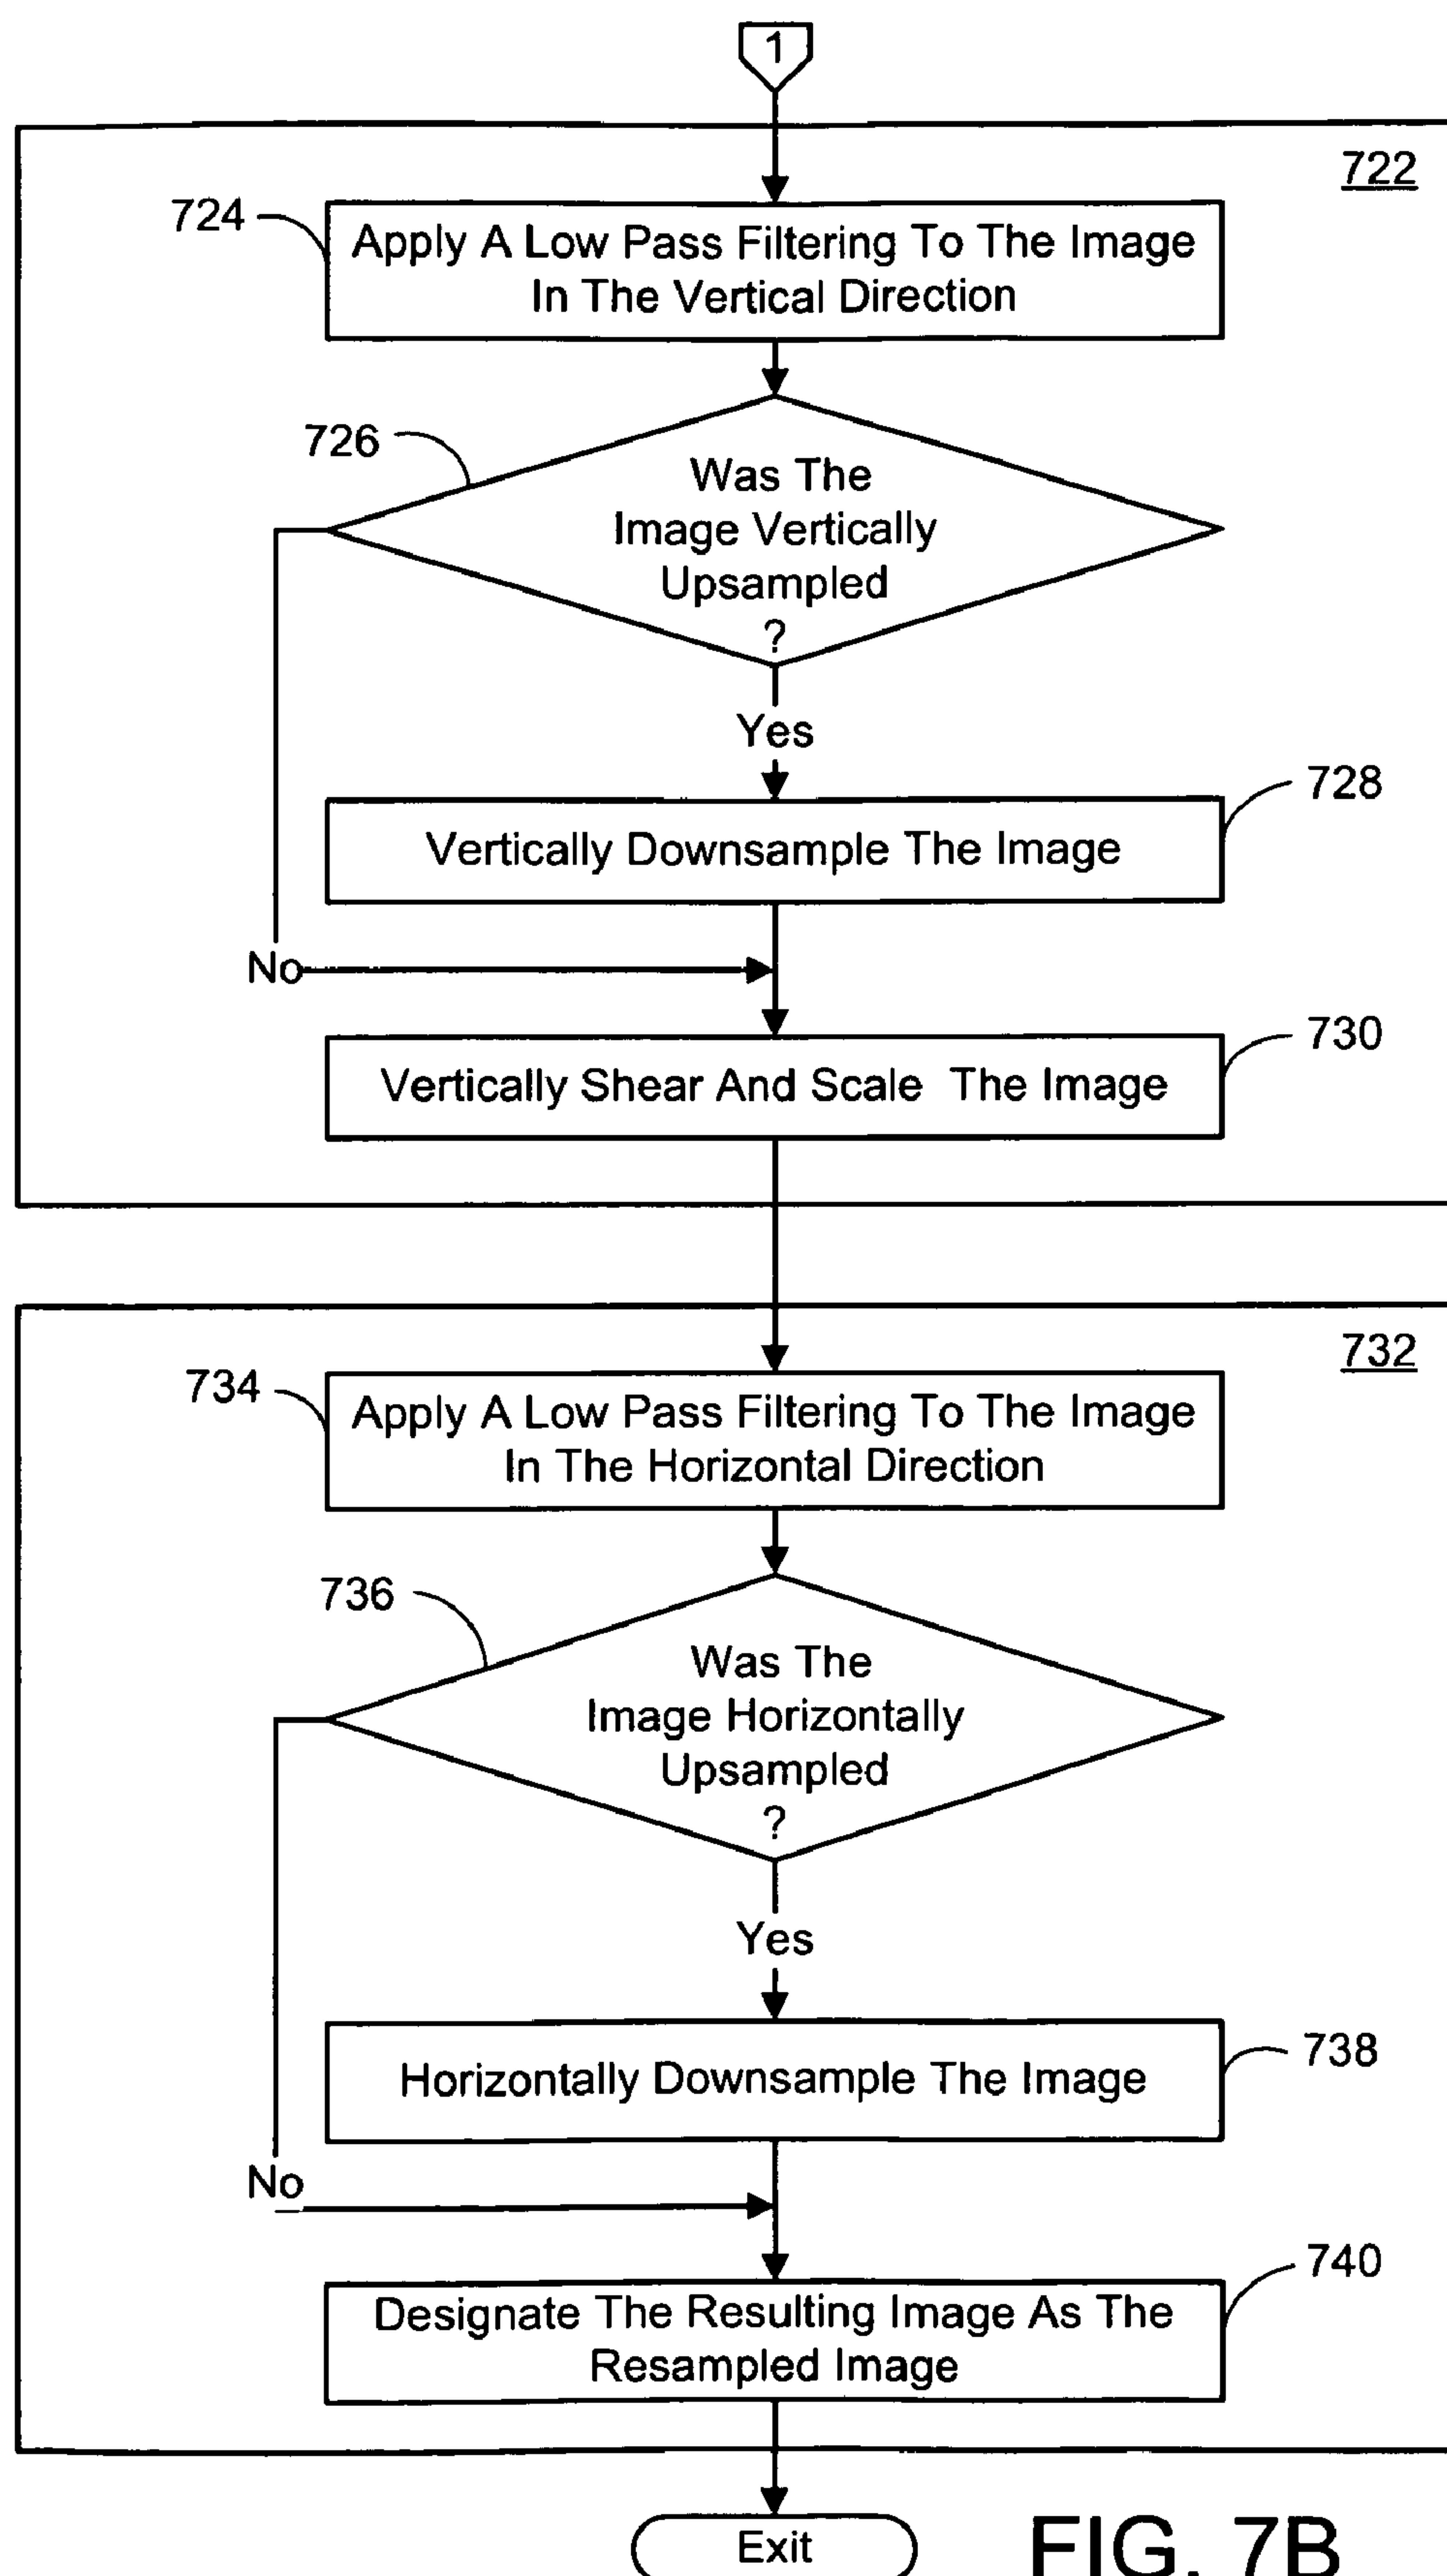 1
722
724
Apply A Low Pass Filtering To The Image
In The Vertical Direction
726
Was The
Image Vertically
Upsampled
?
Yes
728
Vertically Downsample The Image
No
730
Vertically Shear And Scale The Image
732
734
Apply A Low Pass Filtering To The Image
In The Horizontal Direction
736
Was The
Image Horizontally
Upsampled
?
Yes
738
Horizontally Downsample The Image
No
740
Designate The Resulting Image As The
Resampled Image
Exit
FIG. 7B